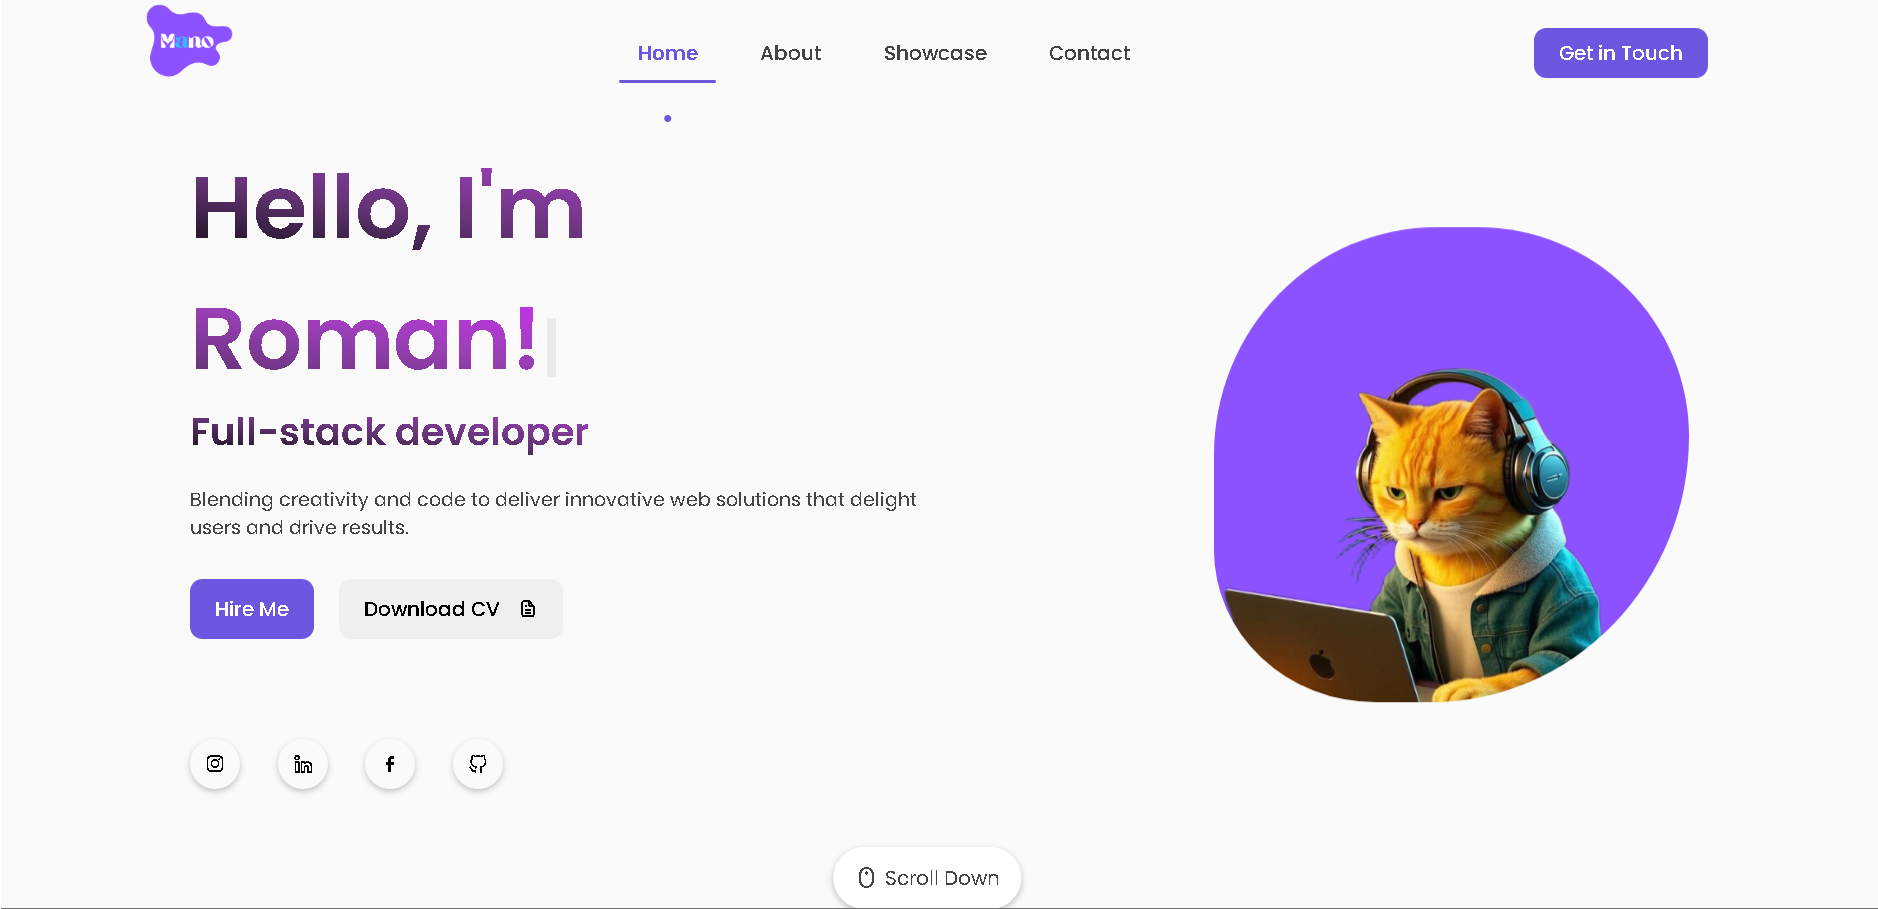 Mano
Home
About
Showcase
Contact
Get in Touch
Hello, I'm
Roman!
Full-stack developer
Blending creativity and code to deliver innovative web solutions that delight
users and drive results.
Hire Me
Download CV
Scroll Down